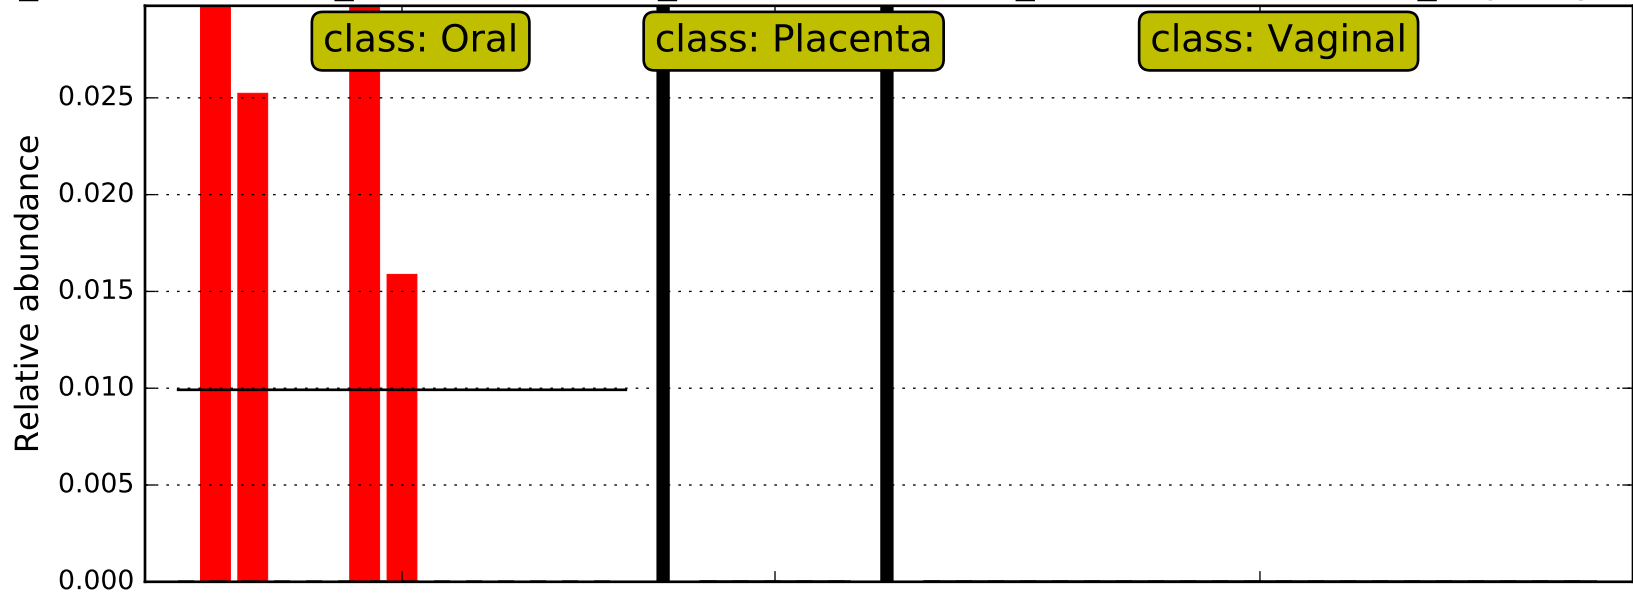 class: Oral
class: Placenta
class: Vaginal
Relative abundance
0.025
0.020
0.015
0.010
0.005
0.000